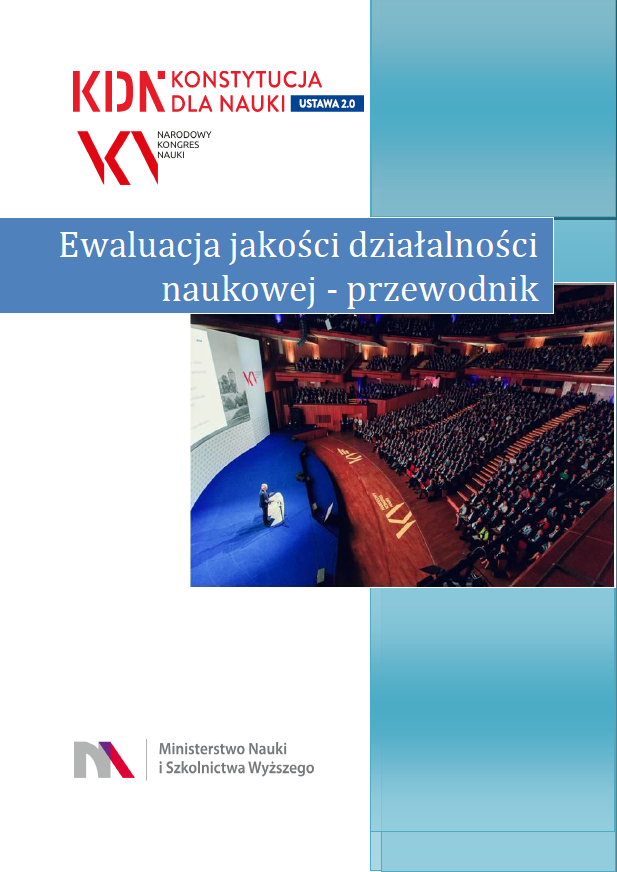 KDN KONSTYTUCJA
DLA NAUKI USTAWA 2.0
NARODOWY
KONGRES
NAUKI
Ewaluacja jakości działalności
naukowej - przewodnik
Ministerstwo Nauki
i Szkolnictwa Wyższego